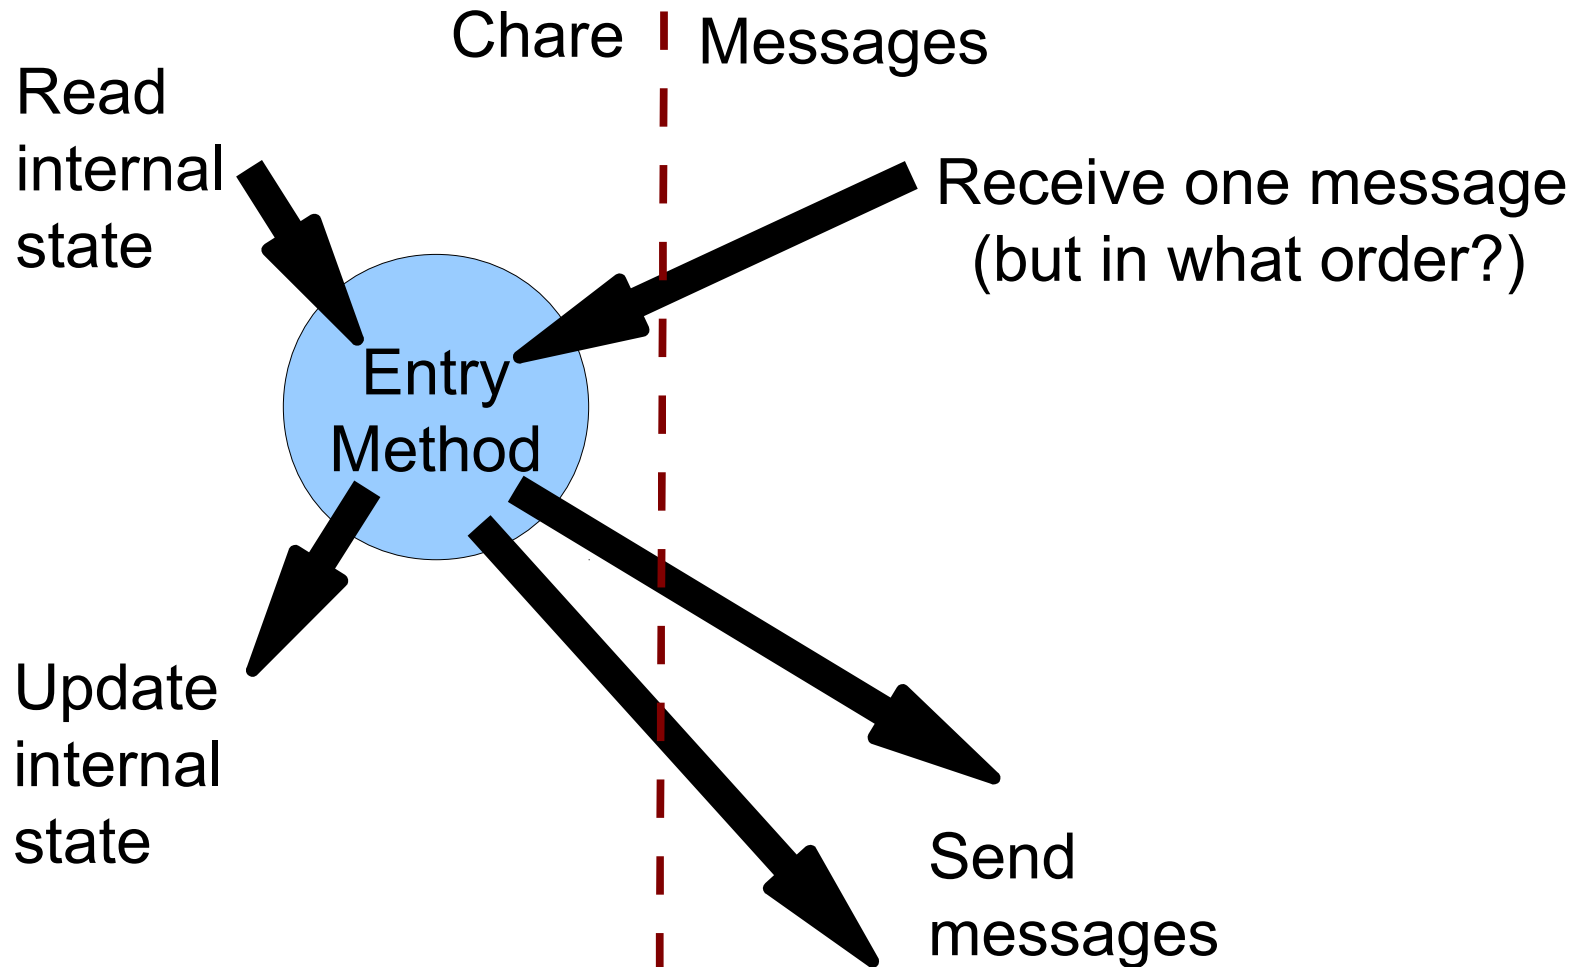 Chare
Messages
Read
internal
state
Receive one message
(but in what order?)
Entry
Method
Update
internal
state
Send
messages